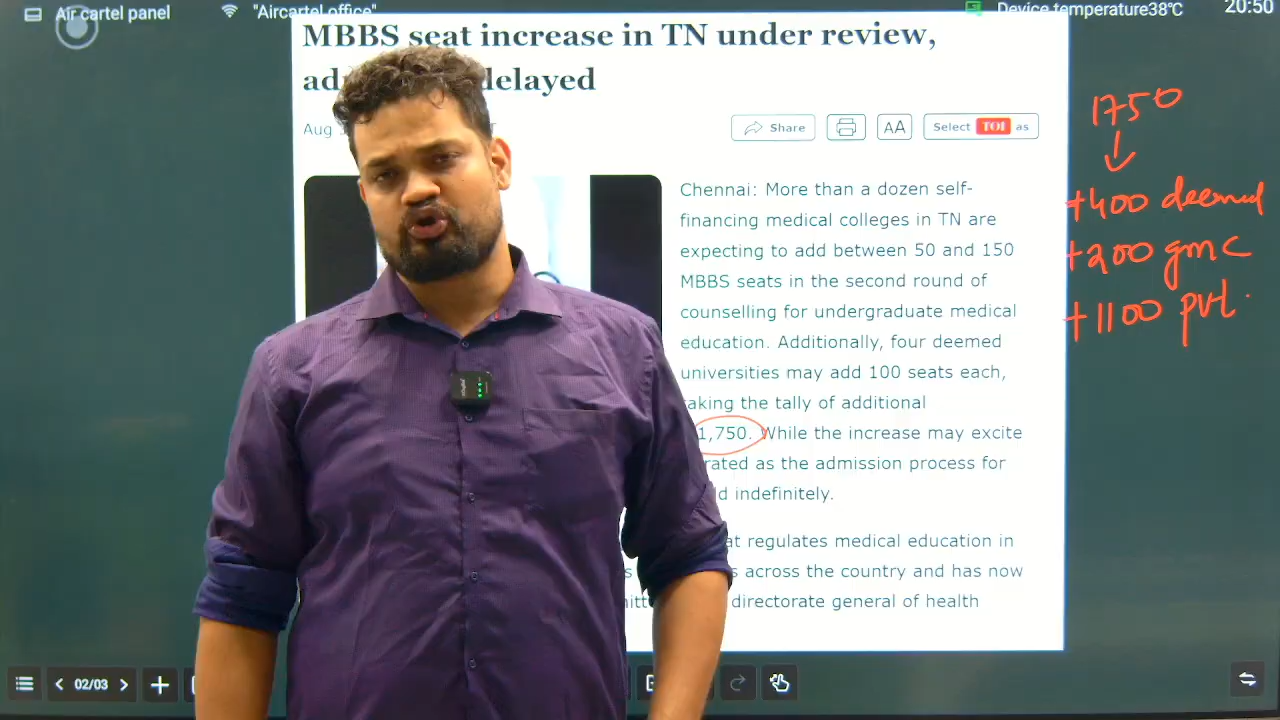 Air cartel panel
"Aircartel office"
Device temperature38℃
20:50
MBBS seat increase in TN under review,
delayed
Aug
Share
AA
Select TOI as
Chennai: More than a dozen self-
financing medical colleges in TN are
expecting to add between 50 and 150
MBBS seats in the second round of
counselling for undergraduate medical
education. Additionally, four deemed
universities may add 100 seats each,
the tally of additional
1,750. While the increase may excite
as the admission process for
indefinitely.
regulates medical education in
across the country and has now
directorate general of health
1750
+400 deemed
+200 gmc
+1100 pvt.
02/03